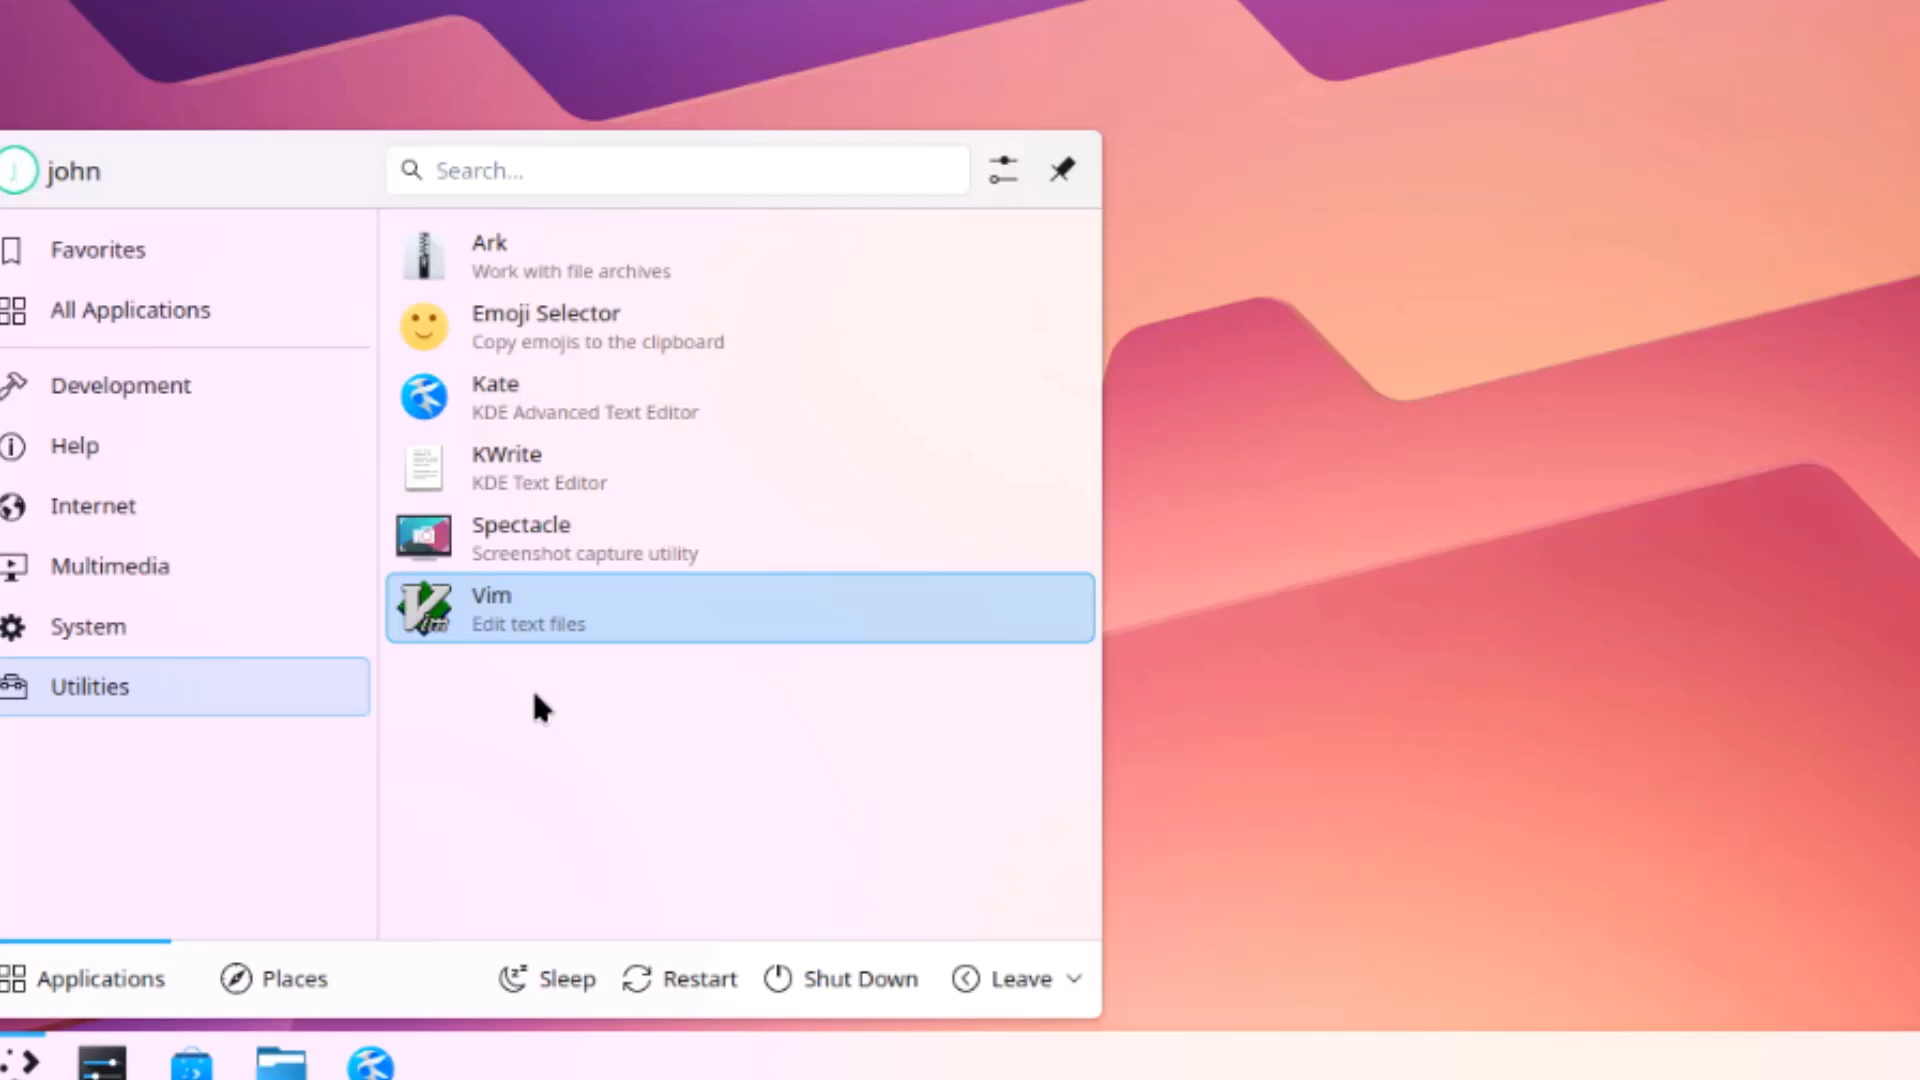 john
Search...
Favorites
All Applications
Development
Help
Internet
Multimedia
System
Utilities
Ark
Work with file archives
Emoji Selector
Copy emojis to the clipboard
Kate
KDE Advanced Text Editor
KWrite
KDE Text Editor
Spectacle
Screenshot capture utility
Vim
Edit text files
Applications
Places
Sleep
Restart
Shut Down
Leave